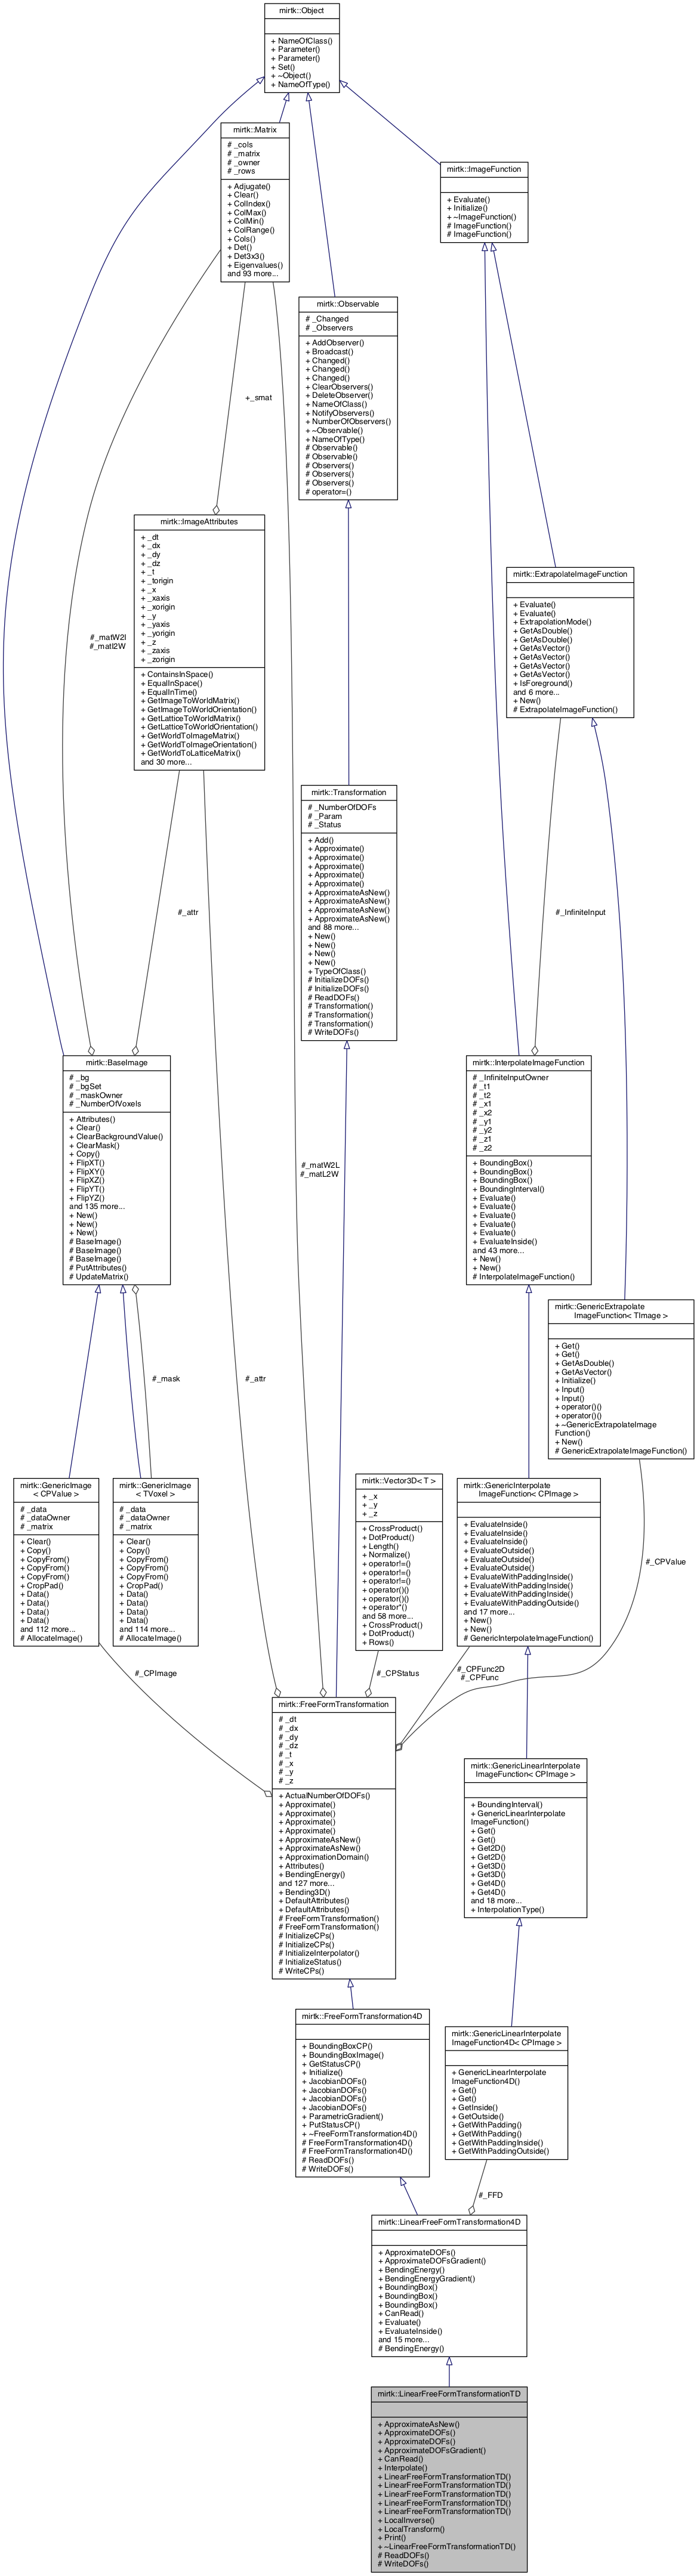 mirtk::Object
+ NameOfClass()
+ Parameter()
+ Parameter()
+ Set()
+ ~Object()
+ NameOfType()
mirtk::Matrix
# _cols
# _matrix
# _owner
# _rows
+ Adjugate()
+ Clear()
+ ColIndex()
+ ColMax()
+ ColMin()
+ ColRange()
+ Cols()
+ Det()
+ Det3x3()
+ Eigenvalues()
and 93 more...
mirtk::ImageFunction
+ Evaluate()
+ Initialize()
+ ~ImageFunction()
# ImageFunction()
# ImageFunction()
mirtk::Observable
# _Changed
# _Observers
+ AddObserver()
+ Broadcast()
+ Changed()
+ Changed()
+ Changed()
+ ClearObservers()
+ DeleteObserver()
+ NameOfClass()
+ NotifyObservers()
+ NumberOfObservers()
+ ~Observable()
+ NameOfType()
# Observable()
# Observable()
# Observers()
# Observers()
# Observers()
# operator=()
+_smat
mirtk::ImageAttributes
+ _dt
+ _dx
+ _dy
+ _dz
+ _t
+ _torigin
+ _x
+ _xaxis
+ _xorigin
+ _y
+ _yaxis
+ _yorigin
+ _z
+ _zaxis
+ _zorigin
+ ContainsInSpace()
+ EqualInSpace()
+ EqualInTime()
+ GetImageToWorldMatrix()
+ GetImageToWorldOrientation()
+ GetLatticeToWorldMatrix()
+ GetLatticeToWorldOrientation()
+ GetWorldToImageMatrix()
+ GetWorldToImageOrientation()
+ GetWorldToLatticeMatrix()
and 30 more...
#_matW2I
#_matI2W
mirtk::ExtrapolateImageFunction
+ Evaluate()
+ Evaluate()
+ ExtrapolationMode()
+ GetAsDouble()
+ GetAsDouble()
+ GetAsVector()
+ GetAsVector()
+ GetAsVector()
+ GetAsVector()
+ IsForeground()
and 6 more...
+ New()
# ExtrapolateImageFunction()
mirtk::Transformation
# _NumberOfDOFs
# _Param
# _Status
+ Add()
+ Approximate()
+ Approximate()
+ Approximate()
+ Approximate()
+ Approximate()
+ ApproximateAsNew()
+ ApproximateAsNew()
+ ApproximateAsNew()
+ ApproximateAsNew()
and 88 more...
+ New()
+ New()
+ New()
+ New()
+ TypeOfClass()
# InitializeDOFs()
# InitializeDOFs()
# ReadDOFs()
# Transformation()
# Transformation()
# Transformation()
# WriteDOFs()
#_attr
#_InfiniteInput
mirtk::BaseImage
# _bg
# _bgSet
# _maskOwner
# _NumberOfVoxels
+ Attributes()
+ Clear()
+ ClearBackgroundValue()
+ ClearMask()
+ Copy()
+ FlipXT()
+ FlipXY()
+ FlipXZ()
+ FlipYT()
+ FlipYZ()
and 135 more...
+ New()
+ New()
+ New()
# BaseImage()
# BaseImage()
# BaseImage()
# PutAttributes()
# UpdateMatrix()
mirtk::InterpolateImageFunction
# _InfiniteInputOwner
# _t1
# _t2
# _x1
# _x2
# _y1
# _y2
# _z1
# _z2
+ BoundingBox()
+ BoundingBox()
+ BoundingBox()
+ BoundingInterval()
+ Evaluate()
+ Evaluate()
+ Evaluate()
+ Evaluate()
+ Evaluate()
+ EvaluateInside()
and 43 more...
+ New()
+ New()
# InterpolateImageFunction()
#_matW2L
#_matL2W
mirtk::GenericExtrapolate
ImageFunction< TImage >
+ Get()
+ Get()
+ GetAsDouble()
+ GetAsVector()
+ Initialize()
+ Input()
+ Input()
+ operator()()
+ operator()()
+ ~GenericExtrapolateImage
Function()
+ New()
# GenericExtrapolateImageFunction()
#_mask
#_attr
mirtk::GenericImage
< CPValue >
# _data
# _dataOwner
# _matrix
+ Clear()
+ Copy()
+ CopyFrom()
+ CopyFrom()
+ CopyFrom()
+ CropPad()
+ Data()
+ Data()
+ Data()
+ Data()
and 112 more...
# AllocateImage()
mirtk::GenericImage
< TVoxel >
# _data
# _dataOwner
# _matrix
+ Clear()
+ Copy()
+ CopyFrom()
+ CopyFrom()
+ CopyFrom()
+ CropPad()
+ Data()
+ Data()
+ Data()
+ Data()
and 114 more...
# AllocateImage()
mirtk::Vector3D< T >
+ _x
+ _y
+ _z
+ CrossProduct()
+ DotProduct()
+ Length()
+ Normalize()
+ operator!=()
+ operator!=()
+ operator!=()
+ operator()()
+ operator()()
+ operator*()
and 58 more...
+ CrossProduct()
+ DotProduct()
+ Rows()
mirtk::GenericInterpolate
ImageFunction< CPImage >
+ EvaluateInside()
+ EvaluateInside()
+ EvaluateInside()
+ EvaluateOutside()
+ EvaluateOutside()
+ EvaluateOutside()
+ EvaluateWithPaddingInside()
+ EvaluateWithPaddingInside()
+ EvaluateWithPaddingInside()
+ EvaluateWithPaddingOutside()
and 17 more...
+ New()
+ New()
# GenericInterpolateImageFunction()
#_CPValue
#_CPImage
#_CPStatus
#_CPFunc2D
#_CPFunc
mirtk::FreeFormTransformation
# _dt
# _dx
# _dy
# _dz
# _t
# _x
# _y
# _z
+ ActualNumberOfDOFs()
+ Approximate()
+ Approximate()
+ Approximate()
+ Approximate()
+ ApproximateAsNew()
+ ApproximateAsNew()
+ ApproximationDomain()
+ Attributes()
+ BendingEnergy()
and 127 more...
+ Bending3D()
+ DefaultAttributes()
+ DefaultAttributes()
# FreeFormTransformation()
# FreeFormTransformation()
# InitializeCPs()
# InitializeCPs()
# InitializeInterpolator()
# InitializeStatus()
# WriteCPs()
mirtk::GenericLinearInterpolate
ImageFunction< CPImage >
+ BoundingInterval()
+ GenericLinearInterpolate
ImageFunction()
+ Get()
+ Get()
+ Get2D()
+ Get2D()
+ Get3D()
+ Get3D()
+ Get4D()
+ Get4D()
and 18 more...
+ InterpolationType()
mirtk::FreeFormTransformation4D
+ BoundingBoxCP()
+ BoundingBoxImage()
+ GetStatusCP()
+ Initialize()
+ JacobianDOFs()
+ JacobianDOFs()
+ JacobianDOFs()
+ JacobianDOFs()
+ ParametricGradient()
+ PutStatusCP()
+ ~FreeFormTransformation4D()
# FreeFormTransformation4D()
# FreeFormTransformation4D()
# ReadDOFs()
# WriteDOFs()
mirtk::GenericLinearInterpolate
ImageFunction4D< CPImage >
+ GenericLinearInterpolate
ImageFunction4D()
+ Get()
+ Get()
+ GetInside()
+ GetOutside()
+ GetWithPadding()
+ GetWithPadding()
+ GetWithPaddingInside()
+ GetWithPaddingOutside()
#_FFD
mirtk::LinearFreeFormTransformation4D
+ ApproximateDOFs()
+ ApproximateDOFsGradient()
+ BendingEnergy()
+ BendingEnergyGradient()
+ BoundingBox()
+ BoundingBox()
+ BoundingBox()
+ CanRead()
+ Evaluate()
+ EvaluateInside()
and 15 more...
# BendingEnergy()
mirtk::LinearFreeFormTransformationTD
+ ApproximateAsNew()
+ ApproximateDOFs()
+ ApproximateDOFs()
+ ApproximateDOFsGradient()
+ CanRead()
+ Interpolate()
+ LinearFreeFormTransformationTD()
+ LinearFreeFormTransformationTD()
+ LinearFreeFormTransformationTD()
+ LinearFreeFormTransformationTD()
+ LinearFreeFormTransformationTD()
+ LocalInverse()
+ LocalTransform()
+ Print()
+ ~LinearFreeFormTransformationTD()
# ReadDOFs()
# WriteDOFs()